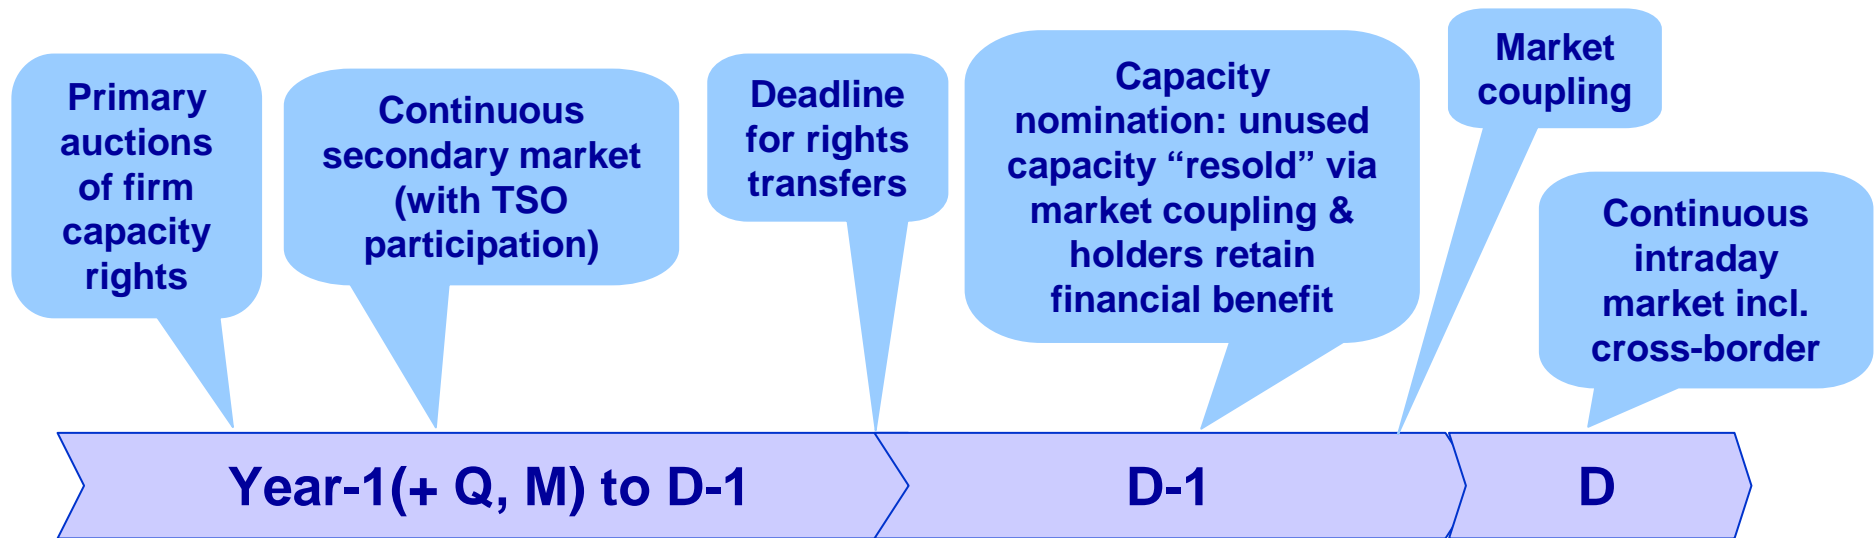 Primary
auctions
of firm
capacity
rights
Continuous
secondary market
(with TSO
participation)
Deadline
for rights
transfers
Capacity
nomination: unused
capacity “resold” via
market coupling &
holders retain
financial benefit
Market
coupling
Continuous
intraday
market incl.
cross-border
Year-1(+ Q, M) to D-1
D-1
D